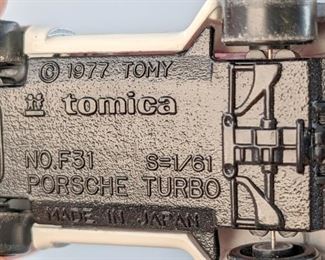 © 1977 TOMY
tomica
NO.F31 S=1/61
PORSCHE TURBO
MADE IN JAPAN